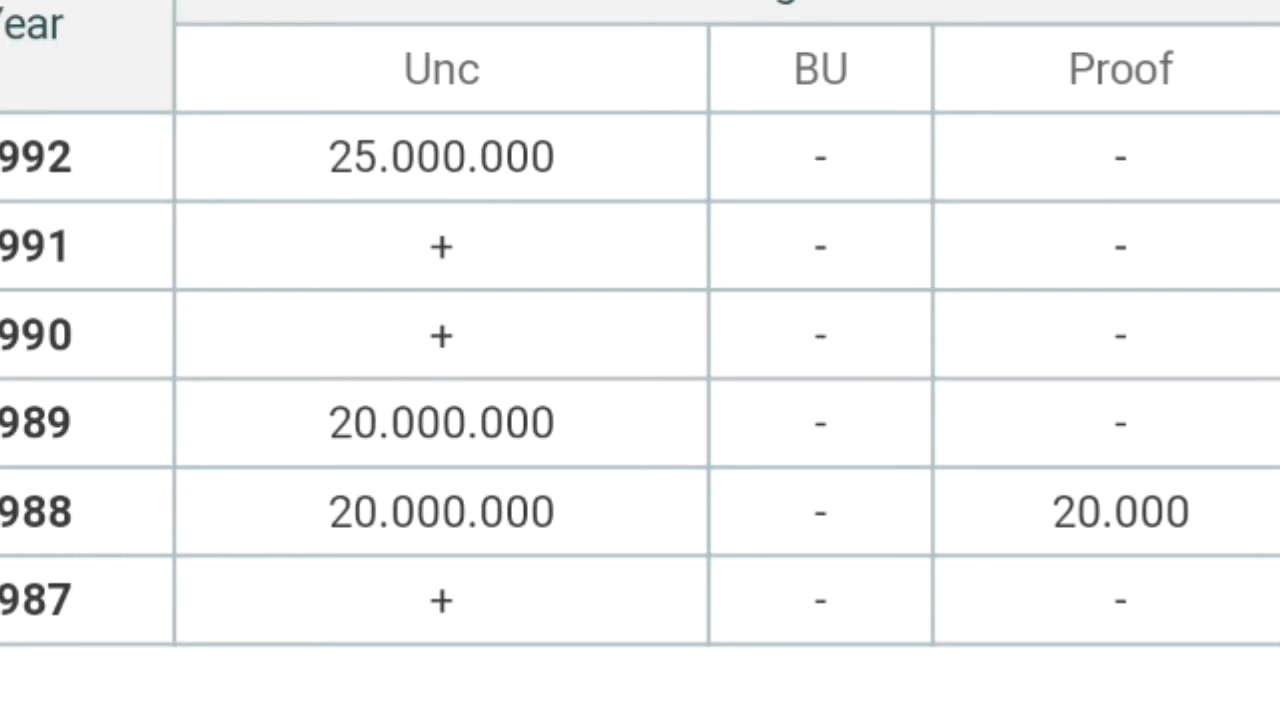 ear
Unc BU Proof
992 25.000.000 - -
991 + - -
990 + - -
989 20.000.000 - -
988 20.000.000 - 20.000
987 + - -